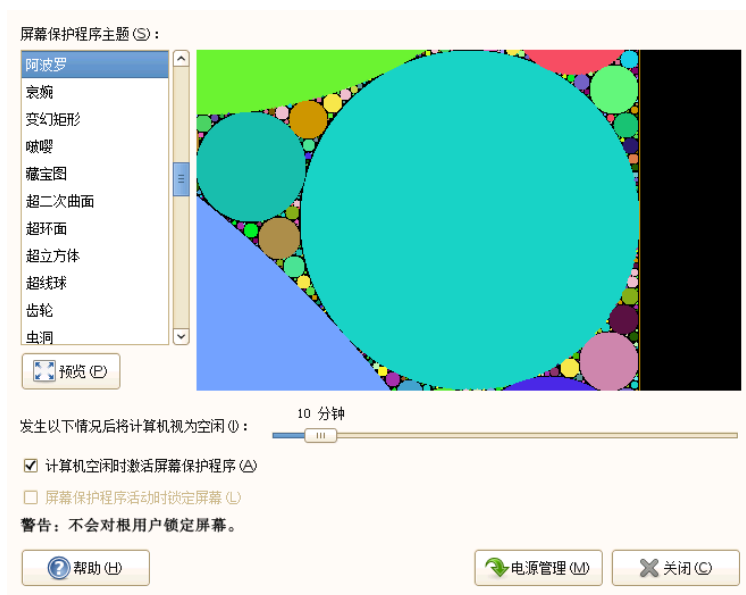 屏幕保护程序主题(S)：
阿波罗
衰婉
变幻矩形
啵嘤
藏宝图
超二次曲面
超环面
超立方体
超线球
齿轮
虫洞
预览(P)
发生以下情况后将计算机视为空闲(I)：
10 分钟
计算机空闲时激活屏幕保护程序(A)
屏幕保护程序活动时锁定屏幕(L)
警告：不会对根用户锁定屏幕。
帮助(H) 电源管理(M) 关闭(C)